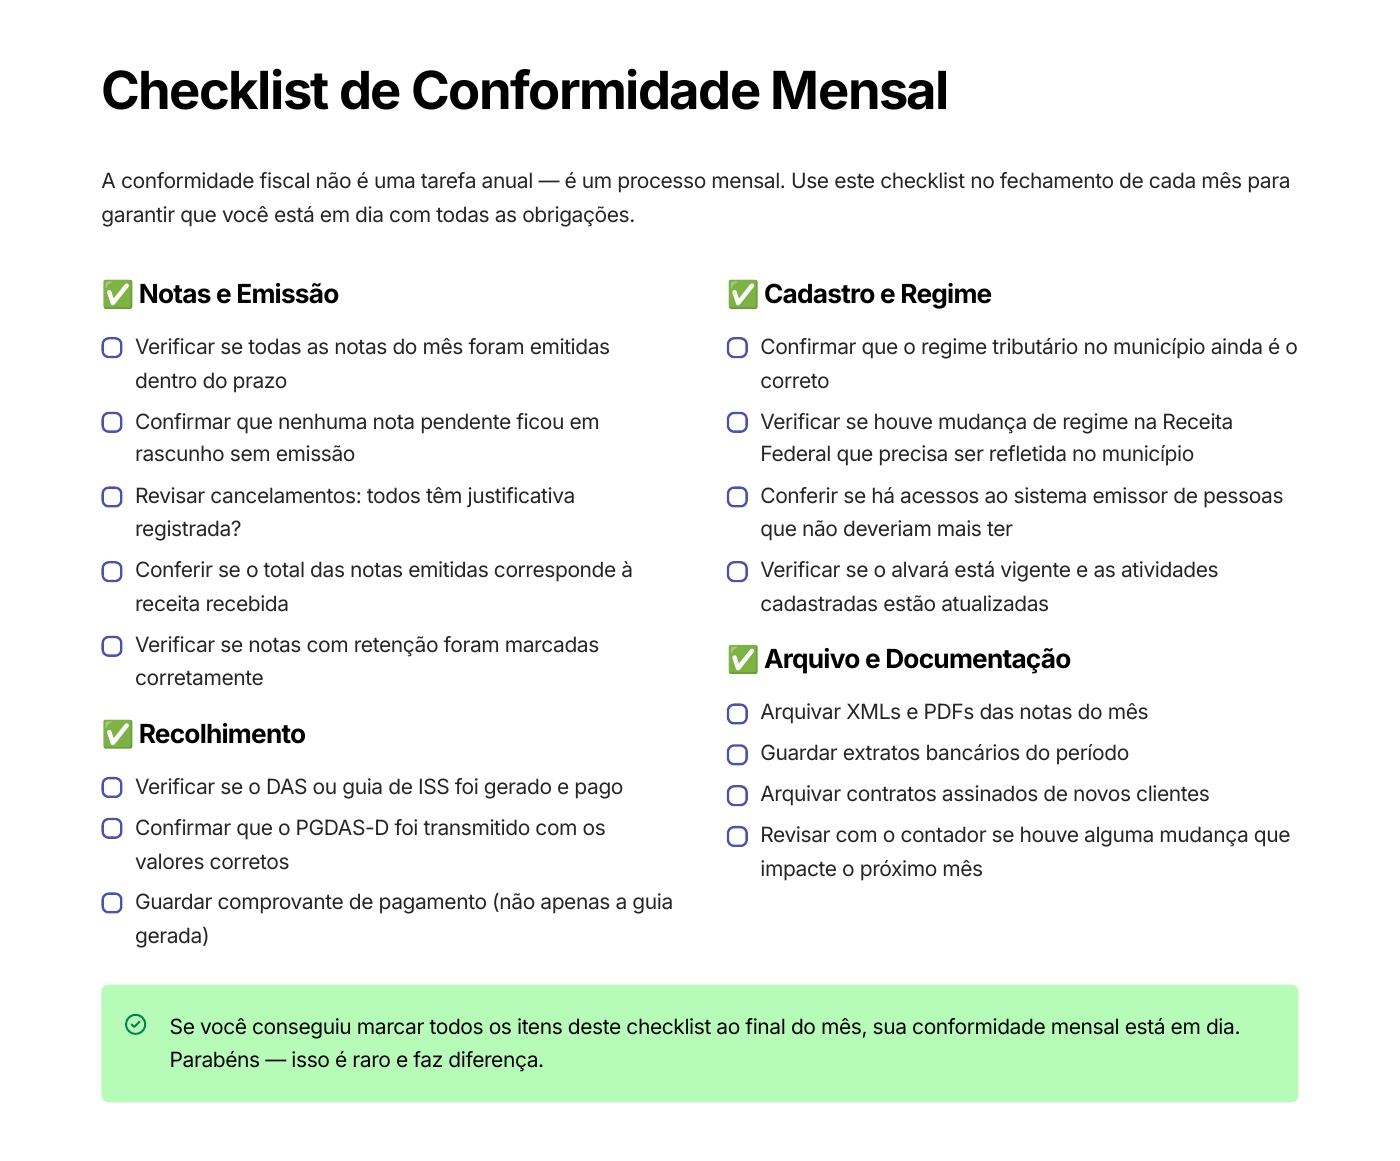 Checklist de Conformidade Mensal
A conformidade fiscal não é uma tarefa anual — é um processo mensal. Use este checklist no fechamento de cada mês para
garantir que você está em dia com todas as obrigações.
✅ Notas e Emissão
Verificar se todas as notas do mês foram emitidas
dentro do prazo
Confirmar que nenhuma nota pendente ficou em
rascunho sem emissão
Revisar cancelamentos: todos têm justificativa
registrada?
Conferir se o total das notas emitidas corresponde à
receita recebida
Verificar se notas com retenção foram marcadas
corretamente
✅ Recolhimento
Verificar se o DAS ou guia de ISS foi gerado e pago
Confirmar que o PGDAS-D foi transmitido com os
valores corretos
Guardar comprovante de pagamento (não apenas a guia
gerada)
✅ Cadastro e Regime
Confirmar que o regime tributário no município ainda é o
correto
Verificar se houve mudança de regime na Receita
Federal que precisa ser refletida no município
Conferir se há acessos ao sistema emissor de pessoas
que não deveriam mais ter
Verificar se o alvará está vigente e as atividades
cadastradas estão atualizadas
✅ Arquivo e Documentação
Arquivar XMLs e PDFs das notas do mês
Guardar extratos bancários do período
Arquivar contratos assinados de novos clientes
Revisar com o contador se houve alguma mudança que
impacte o próximo mês
Se você conseguiu marcar todos os itens deste checklist ao final do mês, sua conformidade mensal está em dia.
Parabéns — isso é raro e faz diferença.